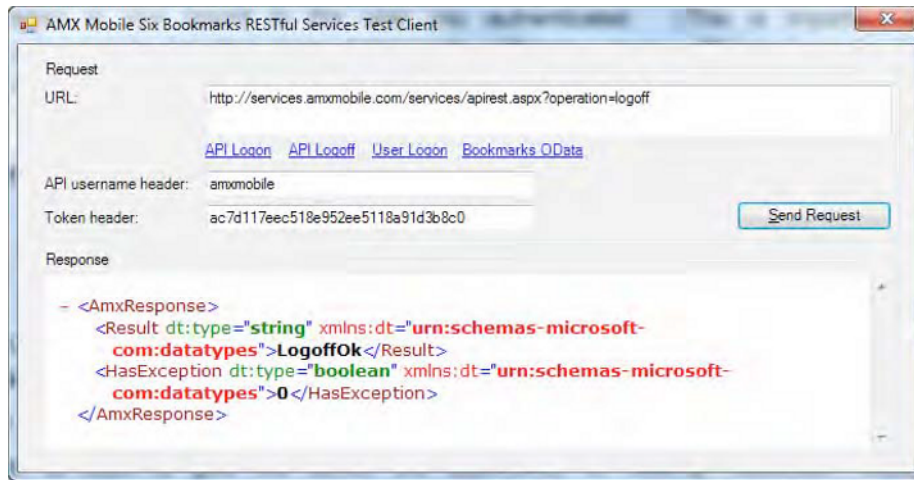 AMX Mobile Six Bookmarks RESTful Services Test Client
Request
URL: http://services.amxmobile.com/services/apirest.aspx?operation=logoff
API Logon API Logoff User Logon Bookmarks OData
API username header: amxmobile
Token header: ac7d117eec518e952ee5118a91d3b8c0 Send Request
Response
- <AmxResponse>
<Result dt:type="string" xmlns:dt="urn:schemas-microsoft-
com:datatypes">LogoffOk</Result>
<HasException dt:type="boolean" xmlns:dt="urn:schemas-microsoft-
com:datatypes">0</HasException>
</AmxResponse>